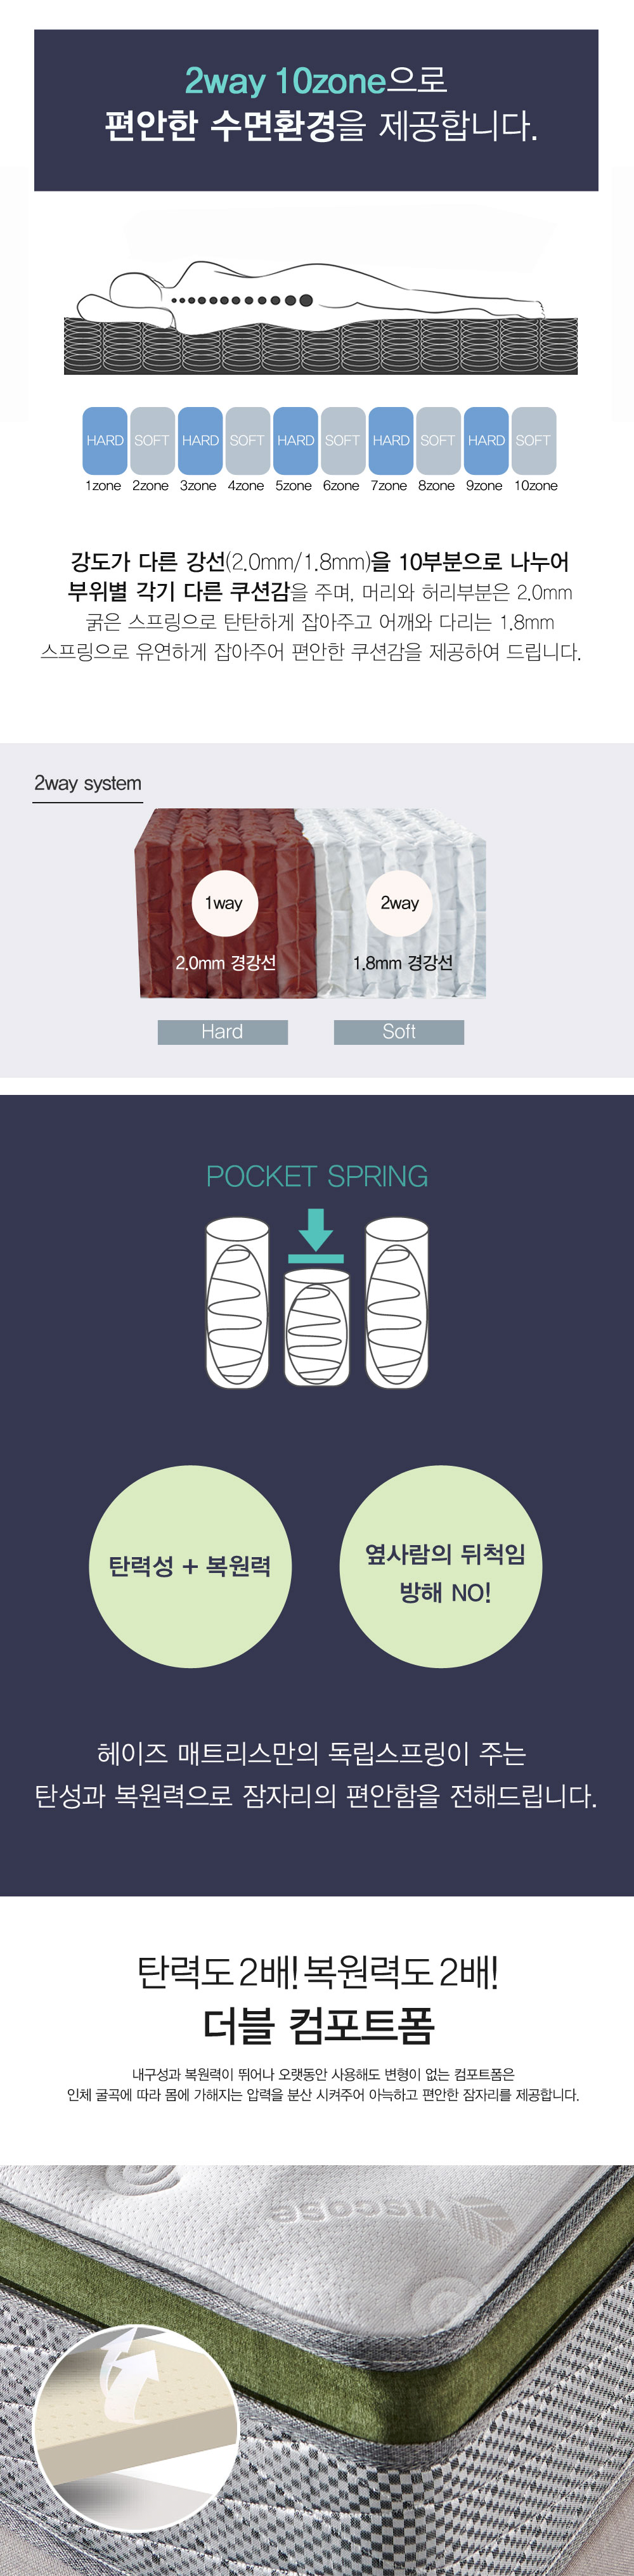 2way 10zone으로
편안한 수면환경을 제공합니다.
HARD SOFT HARD SOFT HARD SOFT HARD SOFT HARD SOFT
1zone 2zone 3zone 4zone 5zone 6zone 7zone 8zone 9zone 10zone
강도가 다른 강선(2.0mm/1.8mm)을 10부분으로 나누어
부위별 각기 다른 쿠션감을 주며, 머리와 허리부분은 2.0mm
굵은 스프링으로 탄탄하게 잡아주고 어깨와 다리는 1.8mm
스프링으로 유연하게 잡아주어 편안한 쿠션감을 제공하여 드립니다.
2way system
1way 2way
2.0mm 경강선 1.8mm 경강선
Hard Soft
POCKET SPRING
탄력성 + 복원력
옆사람의 뒤척임
방해 NO!
헤이즈 매트리스만의 독립스프링이 주는
탄성과 복원력으로 잠자리의 편안함을 전해드립니다.
탄력도 2배! 복원력도 2배!
더블 컴포트폼
내구성과 복원력이 뛰어나 오랫동안 사용해도 변형이 없는 컴포트폼은
인체 굴곡에 따라 몸에 가해지는 압력을 분산 시켜주어 아늑하고 편안한 잠자리를 제공합니다.
VISCOSE